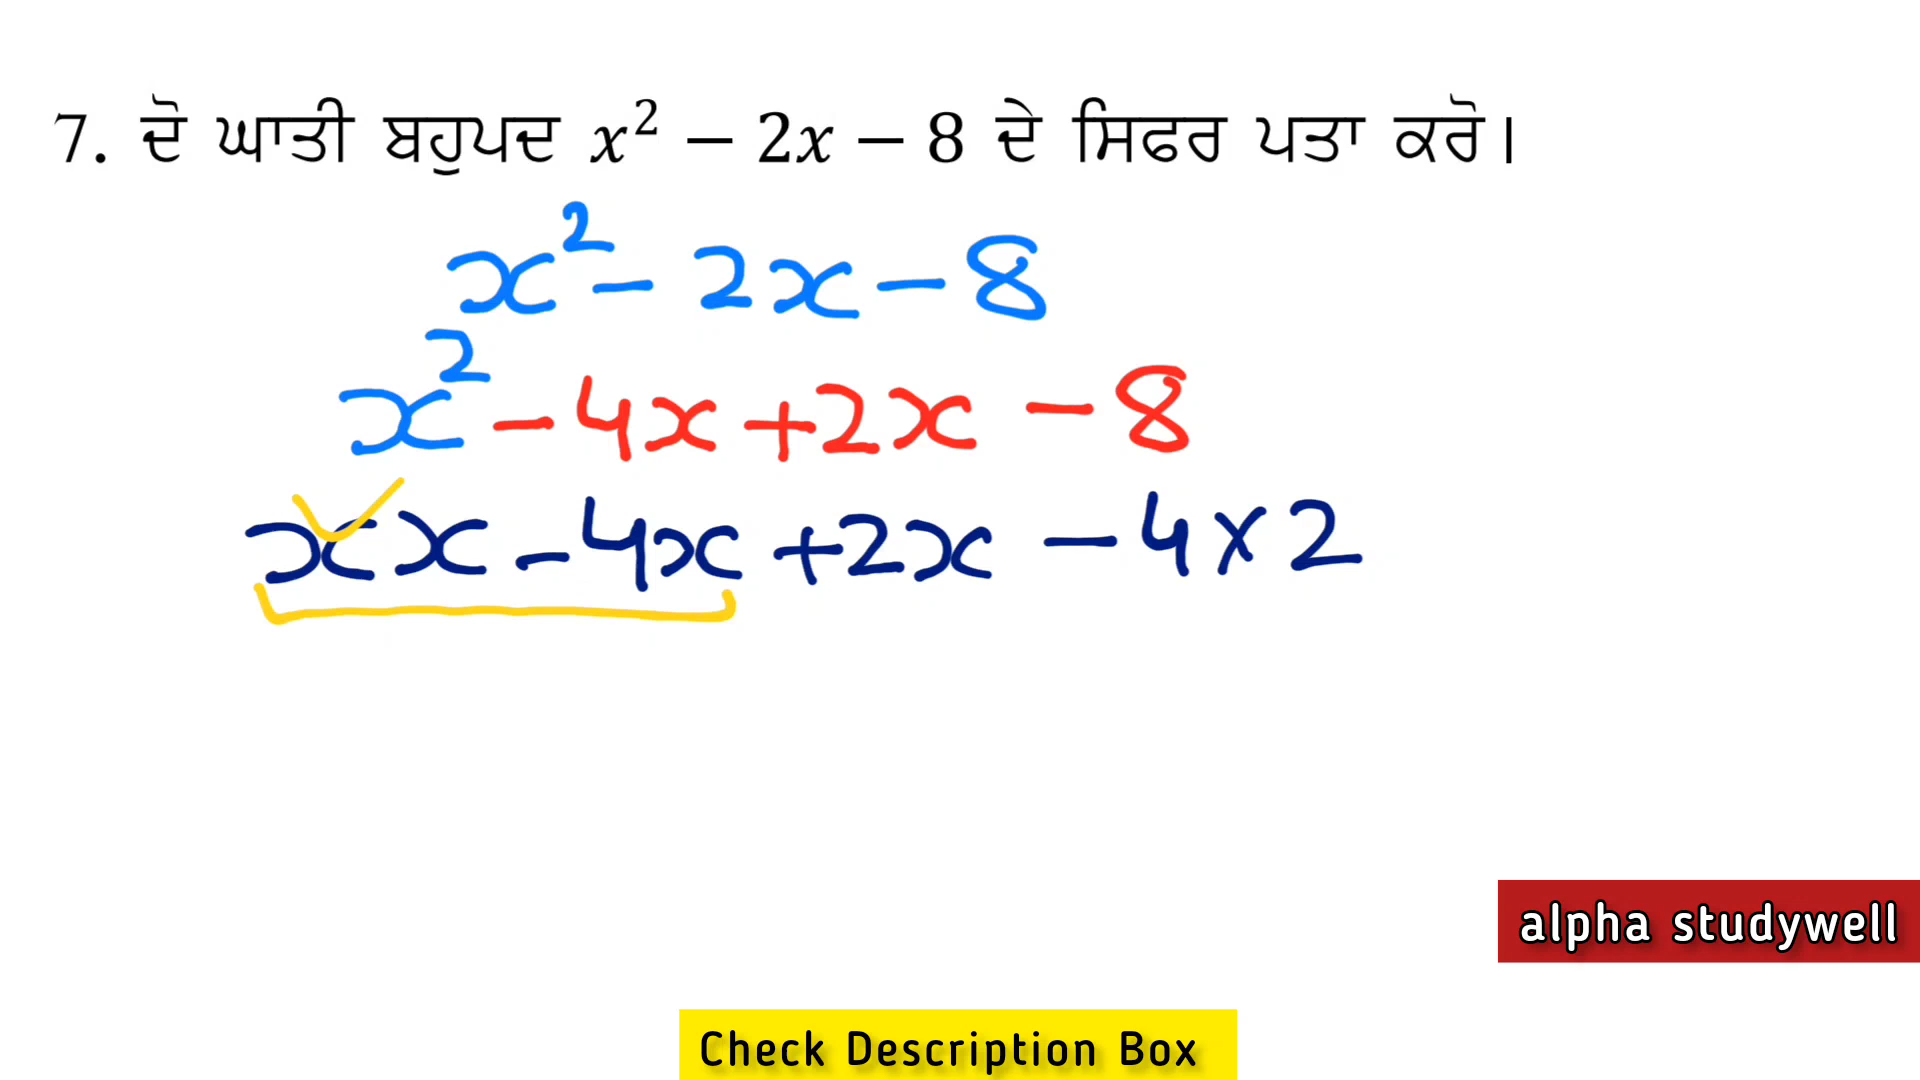 7. ਦੋ ਘਾਤੀ ਬਹੁਪਦ x² − 2x − 8 ਦੇ ਸਿਫਰ ਪਤਾ ਕਰੋ।
x² − 2x − 8
x² − 4x + 2x − 8
x x − 4x + 2x − 4 × 2
alpha studywell
Check Description Box